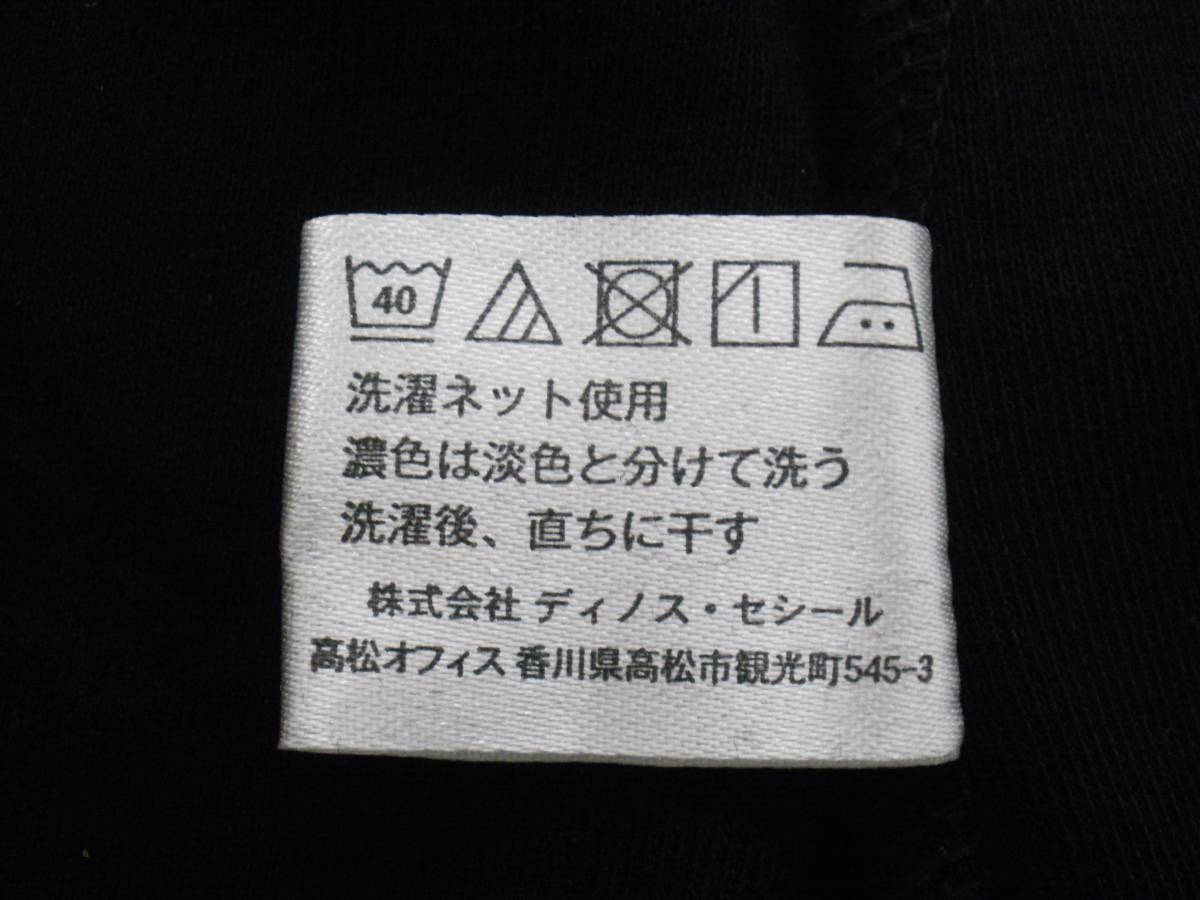 40
洗濯ネット使用
濃色は淡色と分けて洗う
洗濯後、直ちに干す
株式会社 ディノス・セシール
高松オフィス 香川県高松市観光町545-3